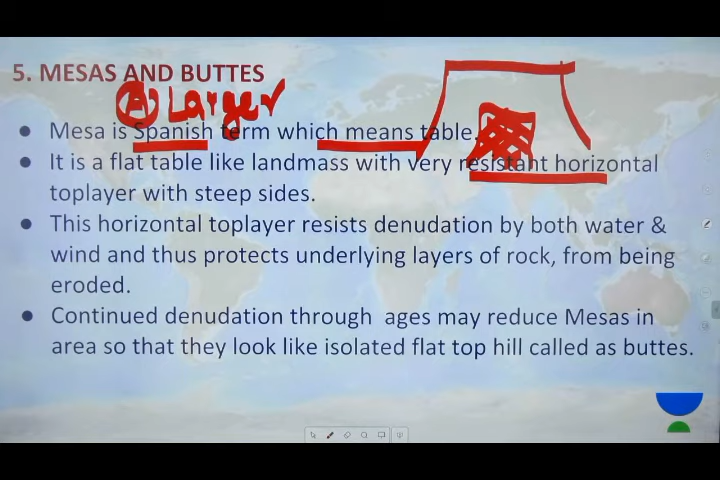 5. MESAS AND BUTTES
(A) Larger
● Mesa is Spanish term which means table.
● It is a flat table like landmass with very resistant horizontal
toplayer with steep sides.
● This horizontal toplayer resists denudation by both water &
wind and thus protects underlying layers of rock, from being
eroded.
● Continued denudation through ages may reduce Mesas in
area so that they look like isolated flat top hill called as buttes.